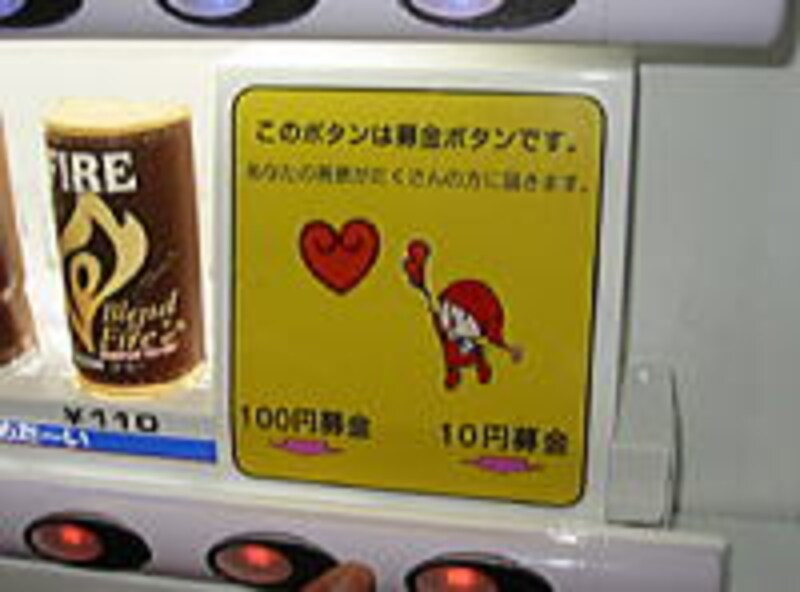 このボタンは募金ボタンです。
あなたの善意がたくさんの方に届きます。
FIRE
Blend
Fire
¥110
100円募金
10円募金